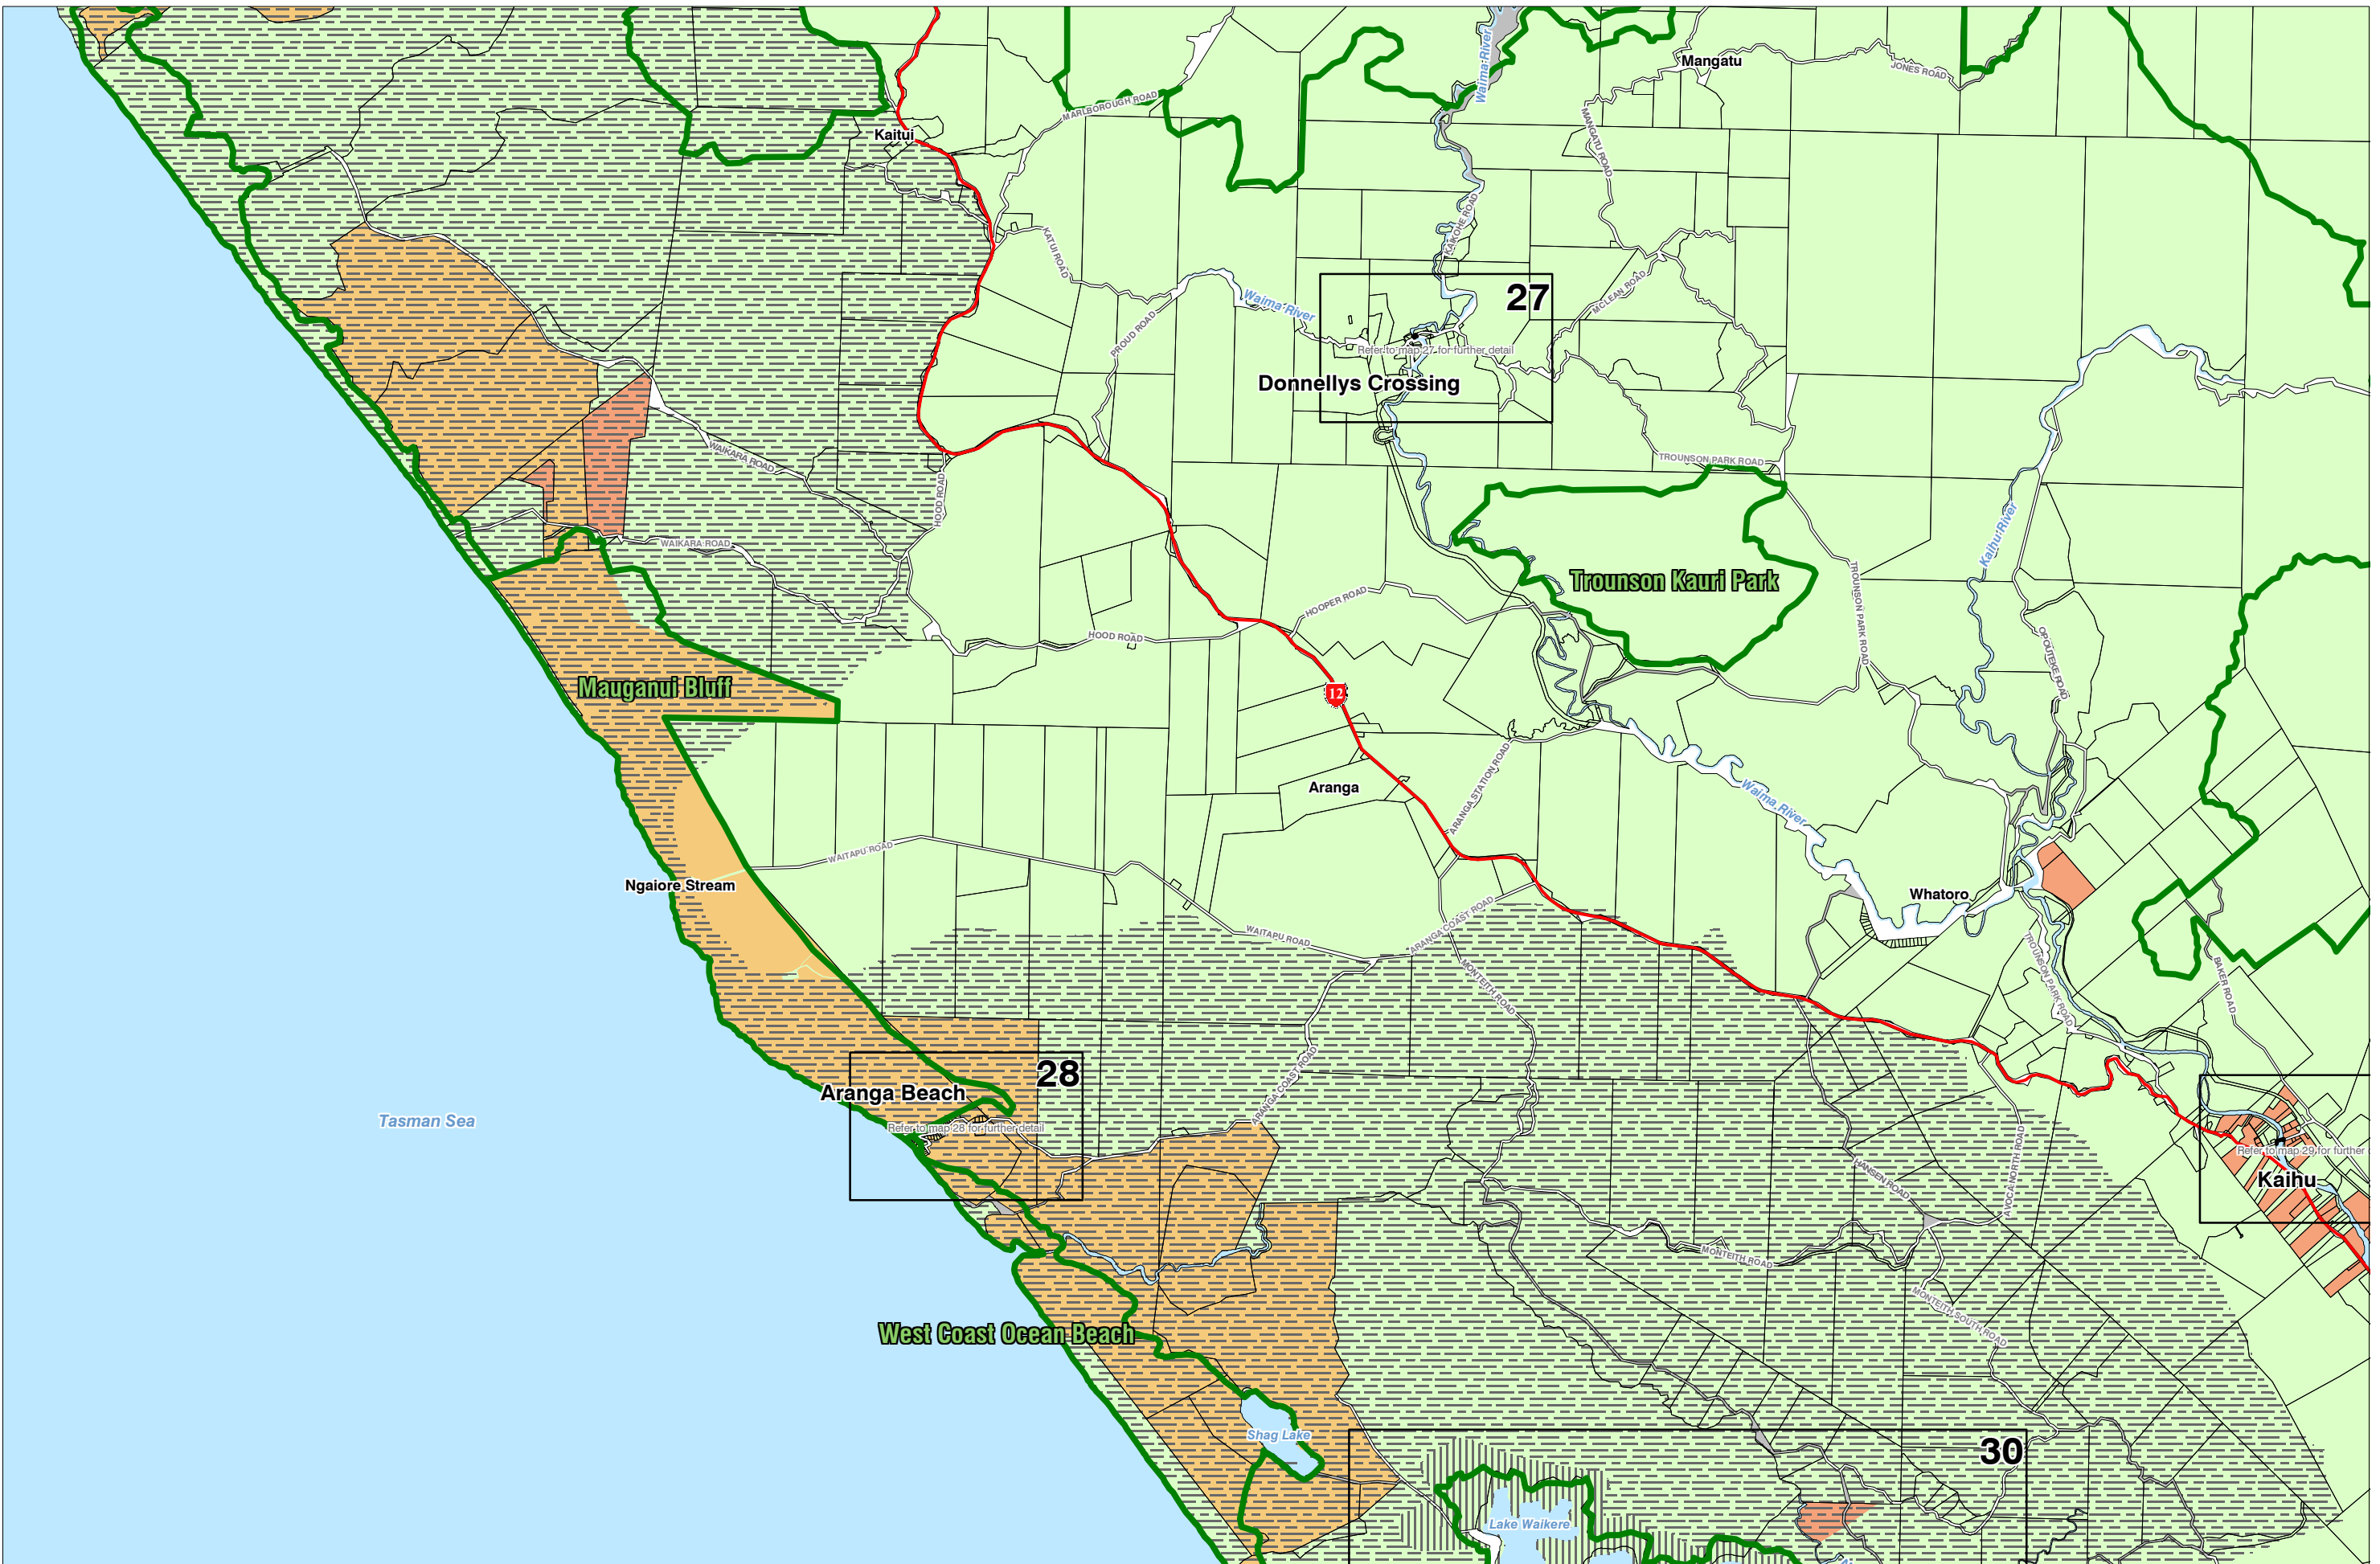 Waima River
Mangatu
JONES ROAD
MARLBOROUGH ROAD
Kaitui
MANGATU ROAD
KAIKOHE ROAD
KATUI ROAD
27
Waima River
MCLEAN ROAD
PROUD ROAD
Refer to map 27 for further detail
Donnellys Crossing
WAIKARA ROAD
TROUNSON PARK ROAD
HOOD ROAD
Kaihu River
WAIKARA ROAD
Trounson Kauri Park
TROUNSON PARK ROAD
HOOPER ROAD
HOOD ROAD
OPOUTEKE ROAD
Mauganui Bluff
12
ARANGA STATION ROAD
Aranga
Waima River
WAITAPU ROAD
Ngaiore Stream
Whatoro
ARANGA COAST ROAD
WAITAPU ROAD
MONTEITH ROAD
TROUNSON PARK ROAD
BAKER ROAD
28
ARANGA COAST ROAD
Aranga Beach
Tasman Sea
Refer to map 28 for further detail
AVOCA NORTH ROAD
Refer to map 29 for further
HANSEN ROAD
Kaihu
MONTEITH ROAD
MONTEITH SOUTH ROAD
West Coast Ocean Beach
Shag Lake
30
Lake Waikere